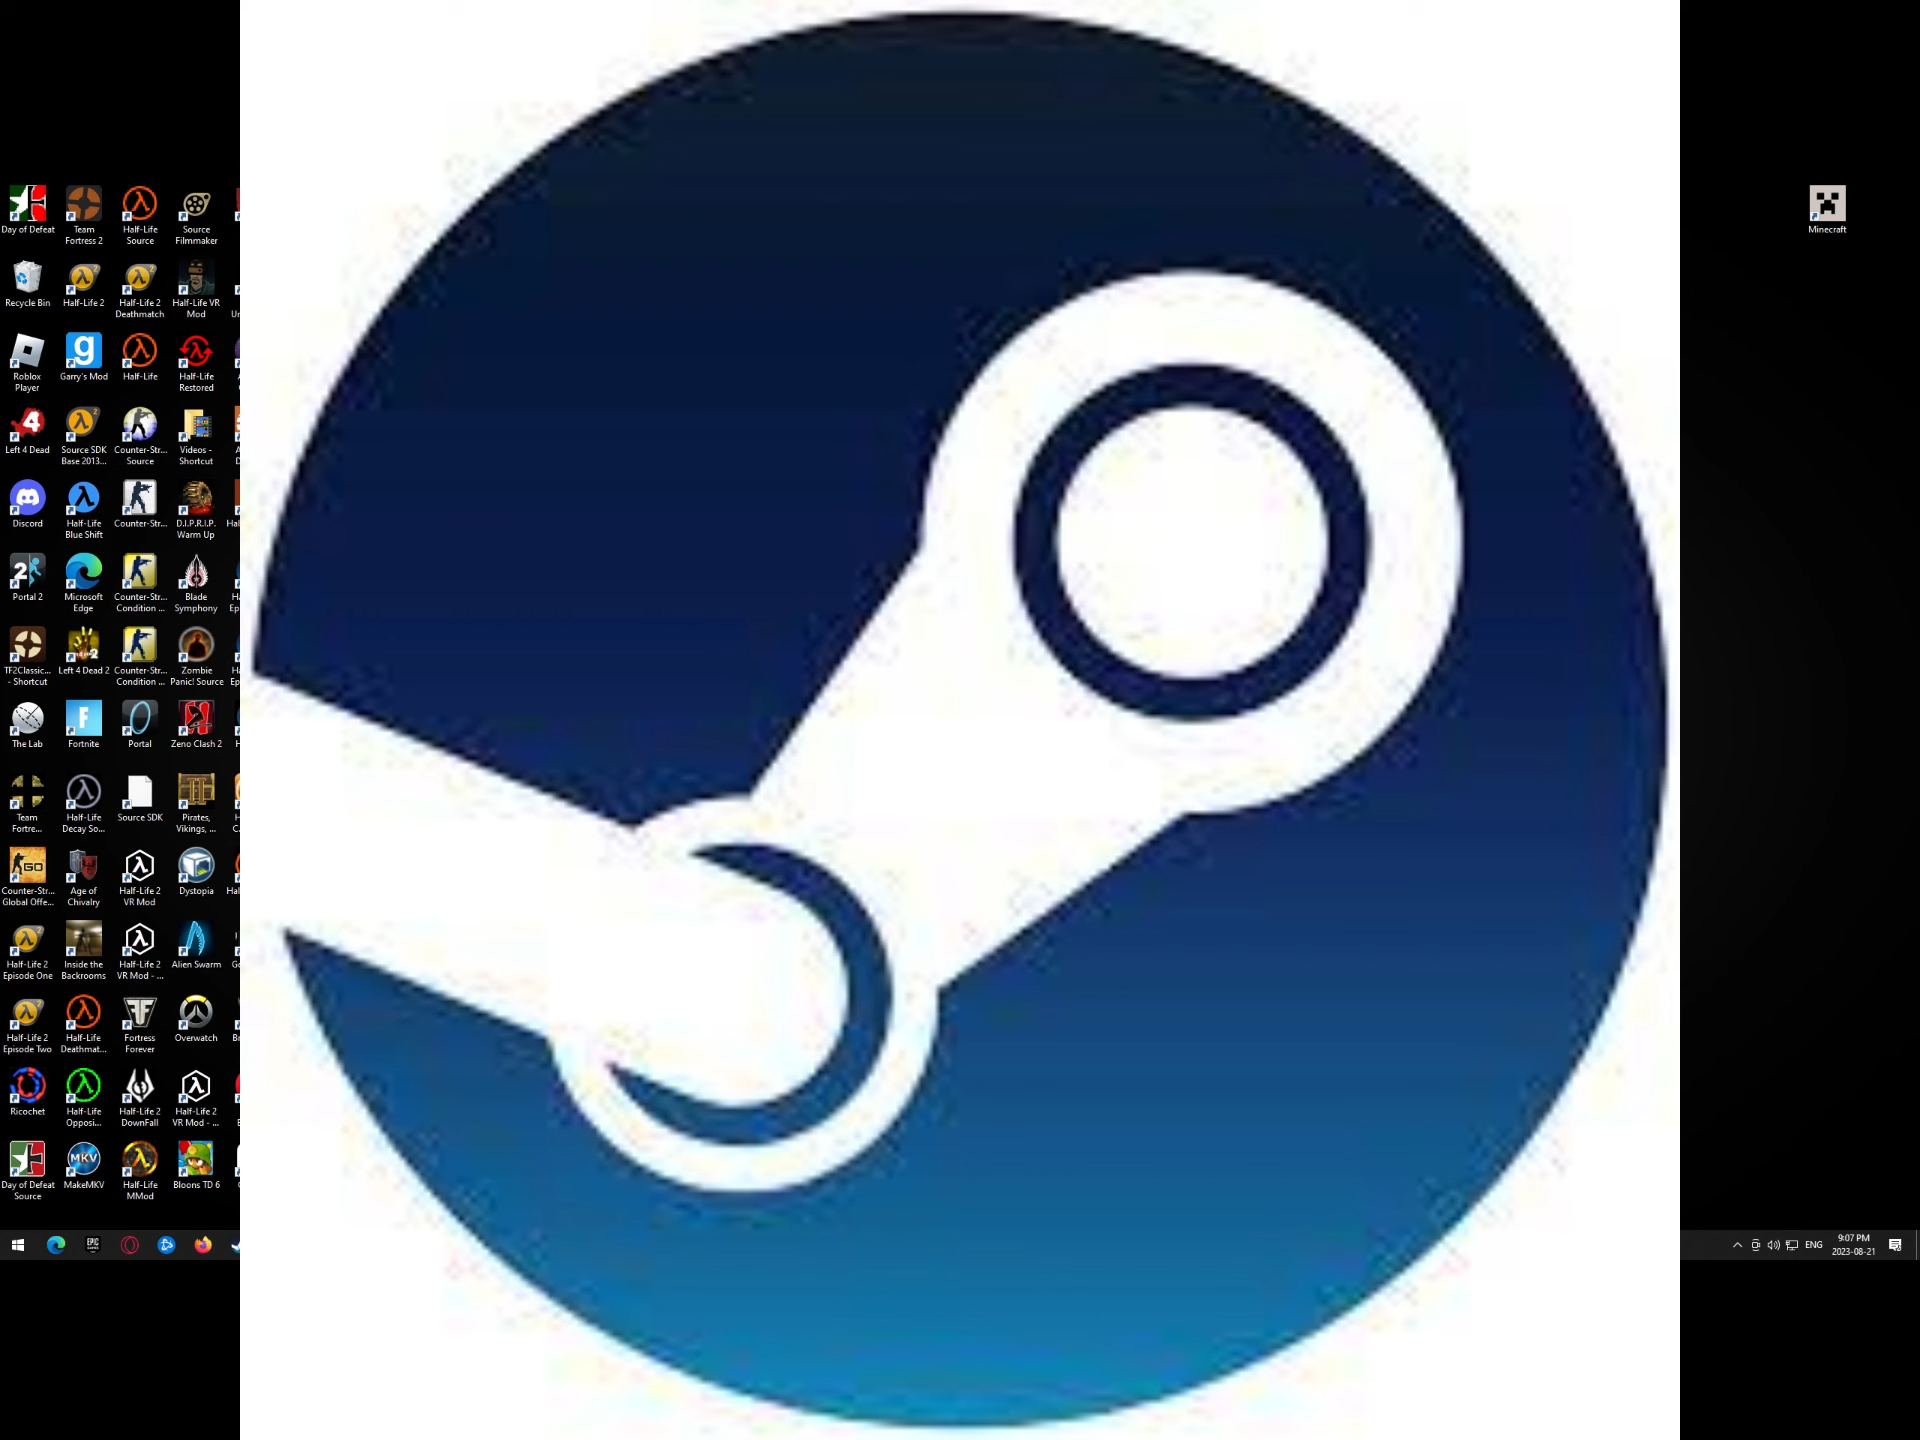 Day of Defeat
Team
Fortress 2
Half-Life
Source
Source
Filmmaker
Minecraft
Recycle Bin
Half-Life 2
Half-Life 2
Deathmatch
Half-Life VR
Mod
Roblox
Player
Garry's Mod
Half-Life
Half-Life
Restored
Left 4 Dead
Source SDK
Base 2013...
Counter-Str...
Source
Videos -
Shortcut
Discord
Half-Life
Blue Shift
Counter-Str...
D.I.P.R.I.P.
Warm Up
Hal
Portal 2
Microsoft
Edge
Counter-Str...
Condition ...
Blade
Symphony
TF2Classic...
- Shortcut
Left 4 Dead 2
Counter-Str...
Condition ...
Zombie
Panic! Source
The Lab
Fortnite
Portal
Zeno Clash 2
Team
Fortre...
Half-Life
Decay So...
Source SDK
Pirates,
Vikings, ...
Counter-Str...
Global Offe...
Age of
Chivalry
Half-Life 2
VR Mod
Dystopia
Hal
Half-Life 2
Episode One
Inside the
Backrooms
Half-Life 2
VR Mod - ...
Alien Swarm
Half-Life 2
Episode Two
Half-Life
Deathmat...
Fortress
Forever
Overwatch
Ricochet
Half-Life
Opposi...
Half-Life 2
DownFall
Half-Life 2
VR Mod - ...
Day of Defeat
Source
MakeMKV
Half-Life
MMod
Bloons TD 6
ENG
9:07 PM
2023-08-21